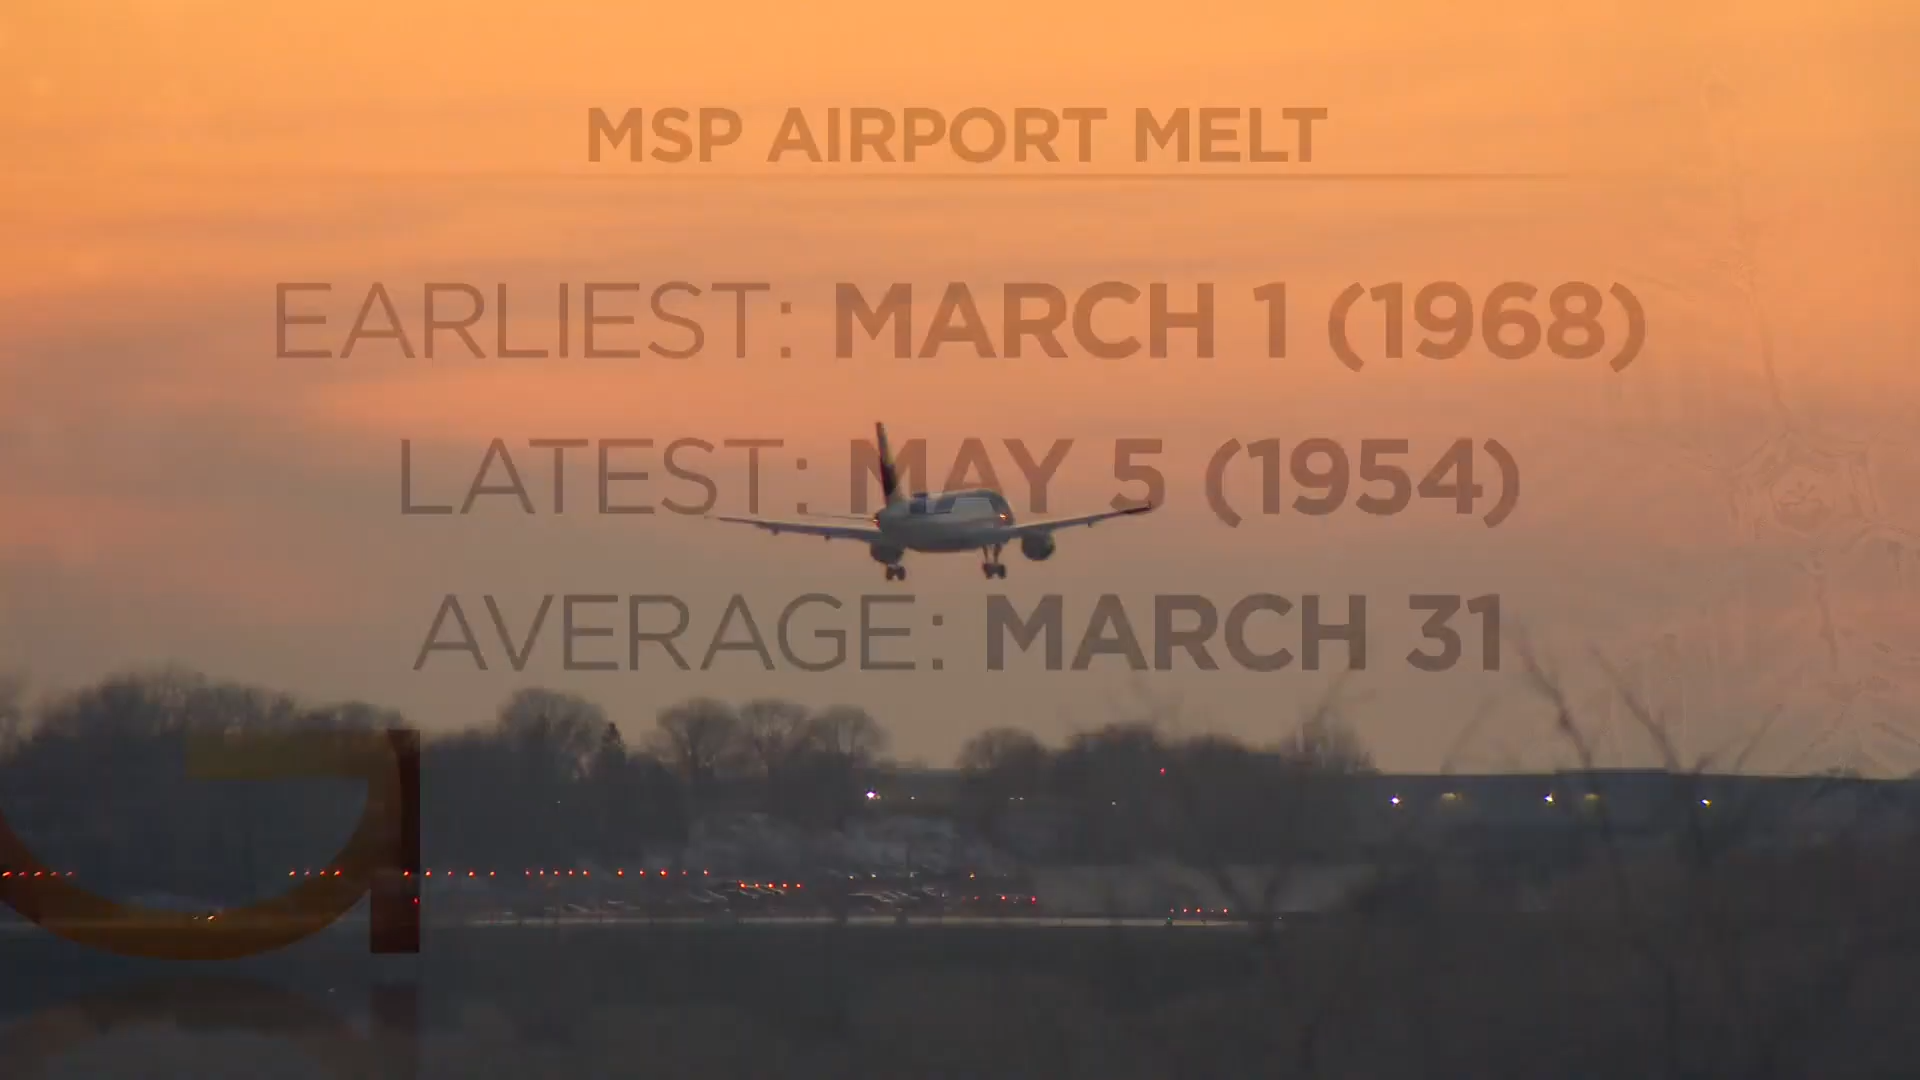 MSP AIRPORT MELT
EARLIEST: MARCH 1 (1968)
LATEST: MAY 5 (1954)
AVERAGE: MARCH 31